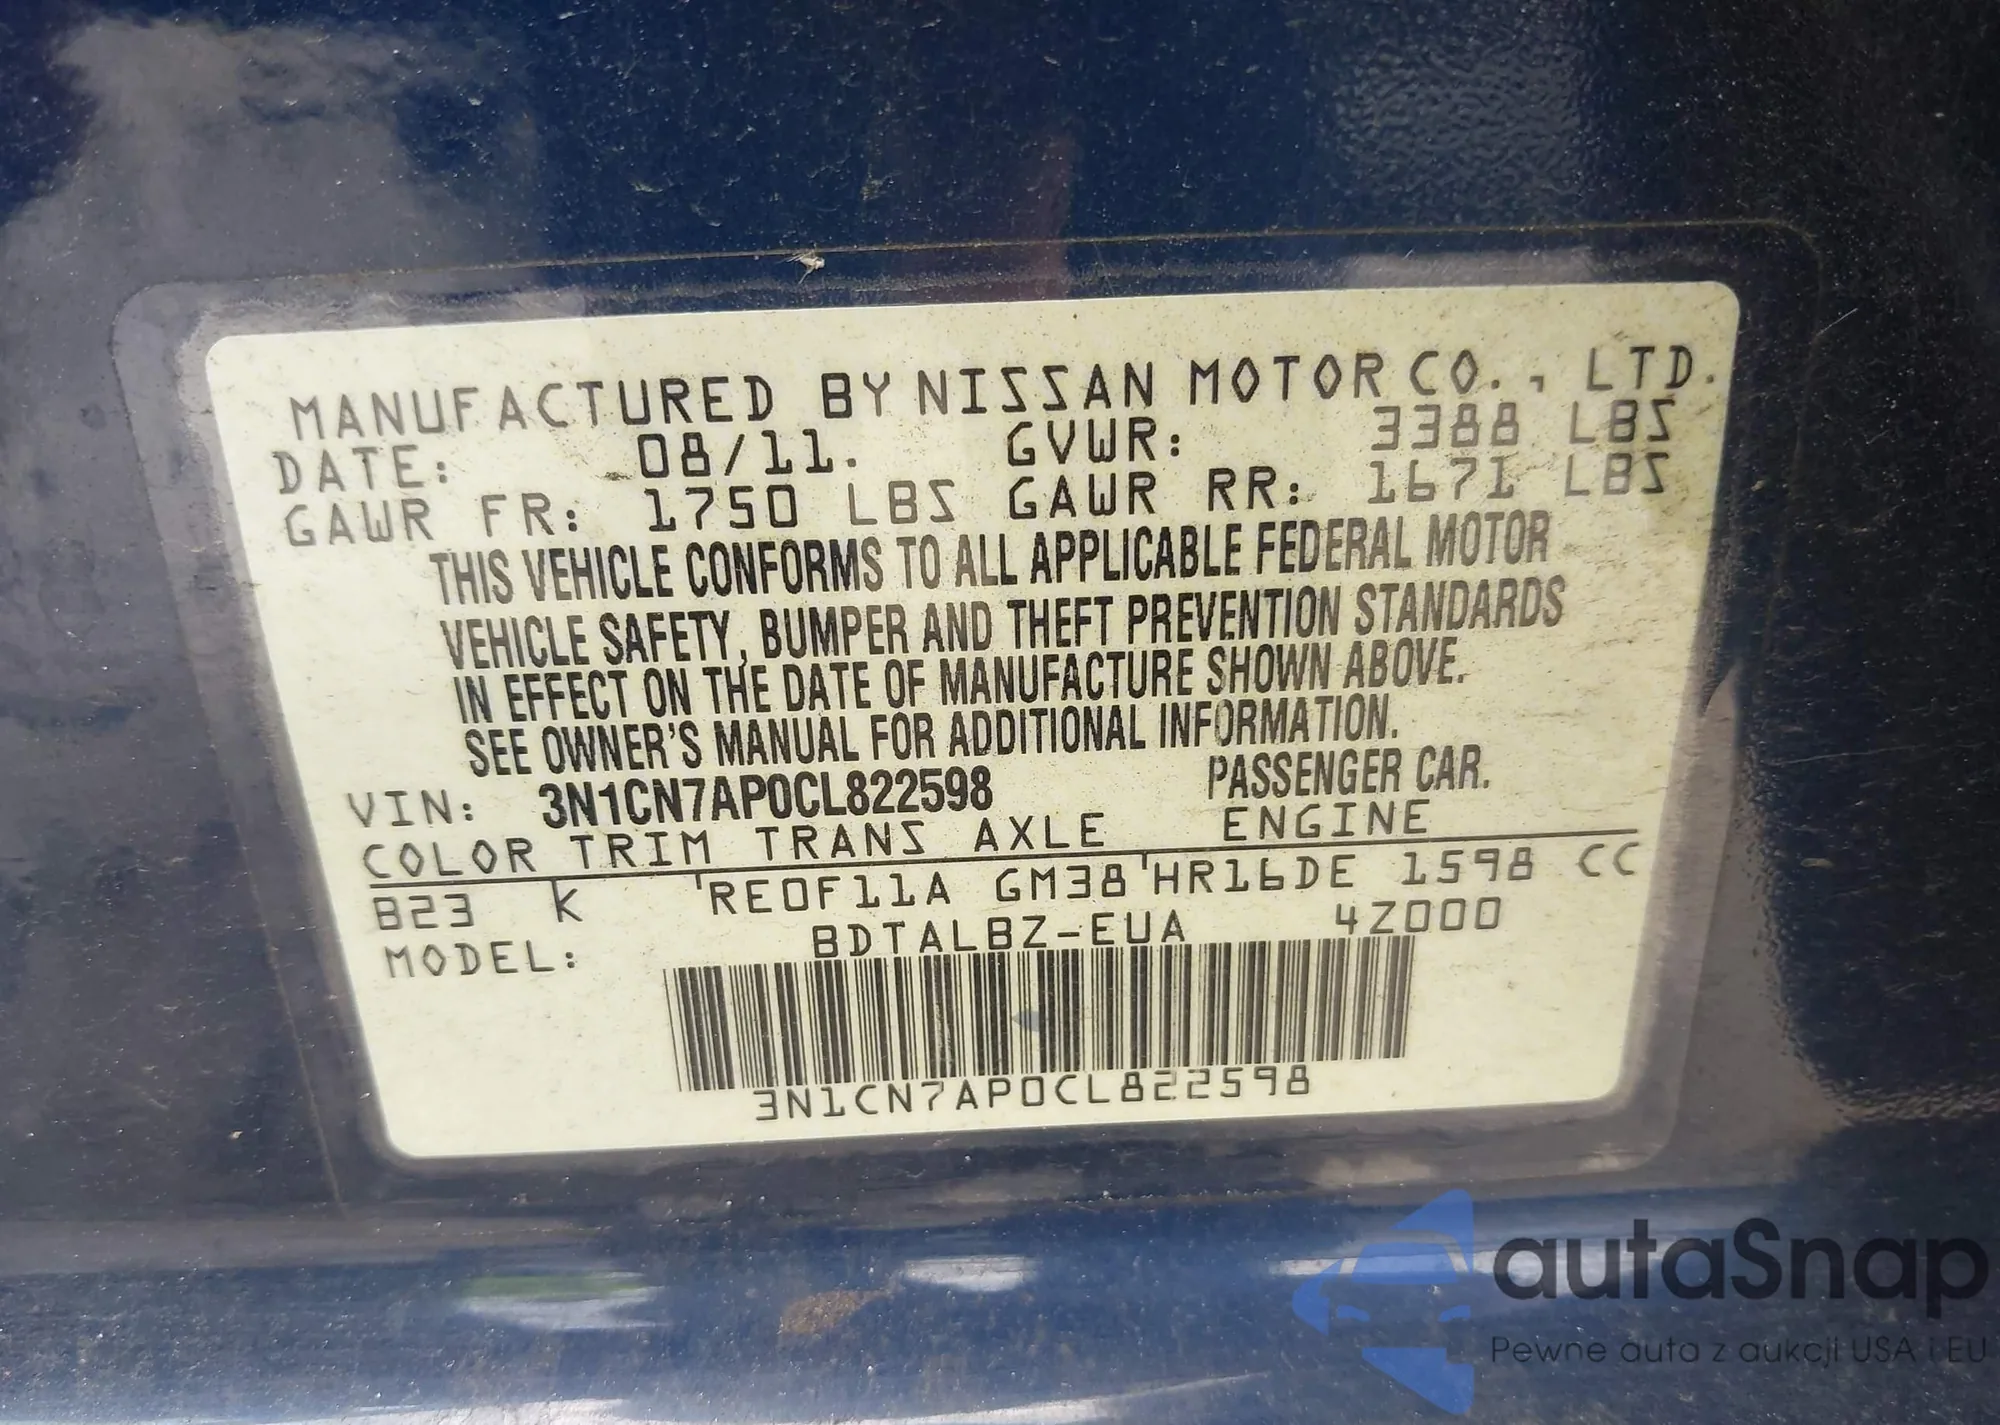 MANUFACTURED BY NISSAN MOTOR CO., LTD.
DATE: 08/11. GVWR: 3388 LBS
GAWR FR: 1750 LBS GAWR RR: 1671 LBS
THIS VEHICLE CONFORMS TO ALL APPLICABLE FEDERAL MOTOR
VEHICLE SAFETY, BUMPER AND THEFT PREVENTION STANDARDS
IN EFFECT ON THE DATE OF MANUFACTURE SHOWN ABOVE.
SEE OWNER'S MANUAL FOR ADDITIONAL INFORMATION.
VIN: 3N1CN7AP0CL822598 PASSENGER CAR.
COLOR TRIM TRANS AXLE ENGINE
B23 K 'RE0F11A GM38'HR16DE 1598 CC
MODEL: BDTALBZ-EUA 4Z000
3N1CN7AP0CL822598
autaSnap
Pewne auta z aukcji USA i EU